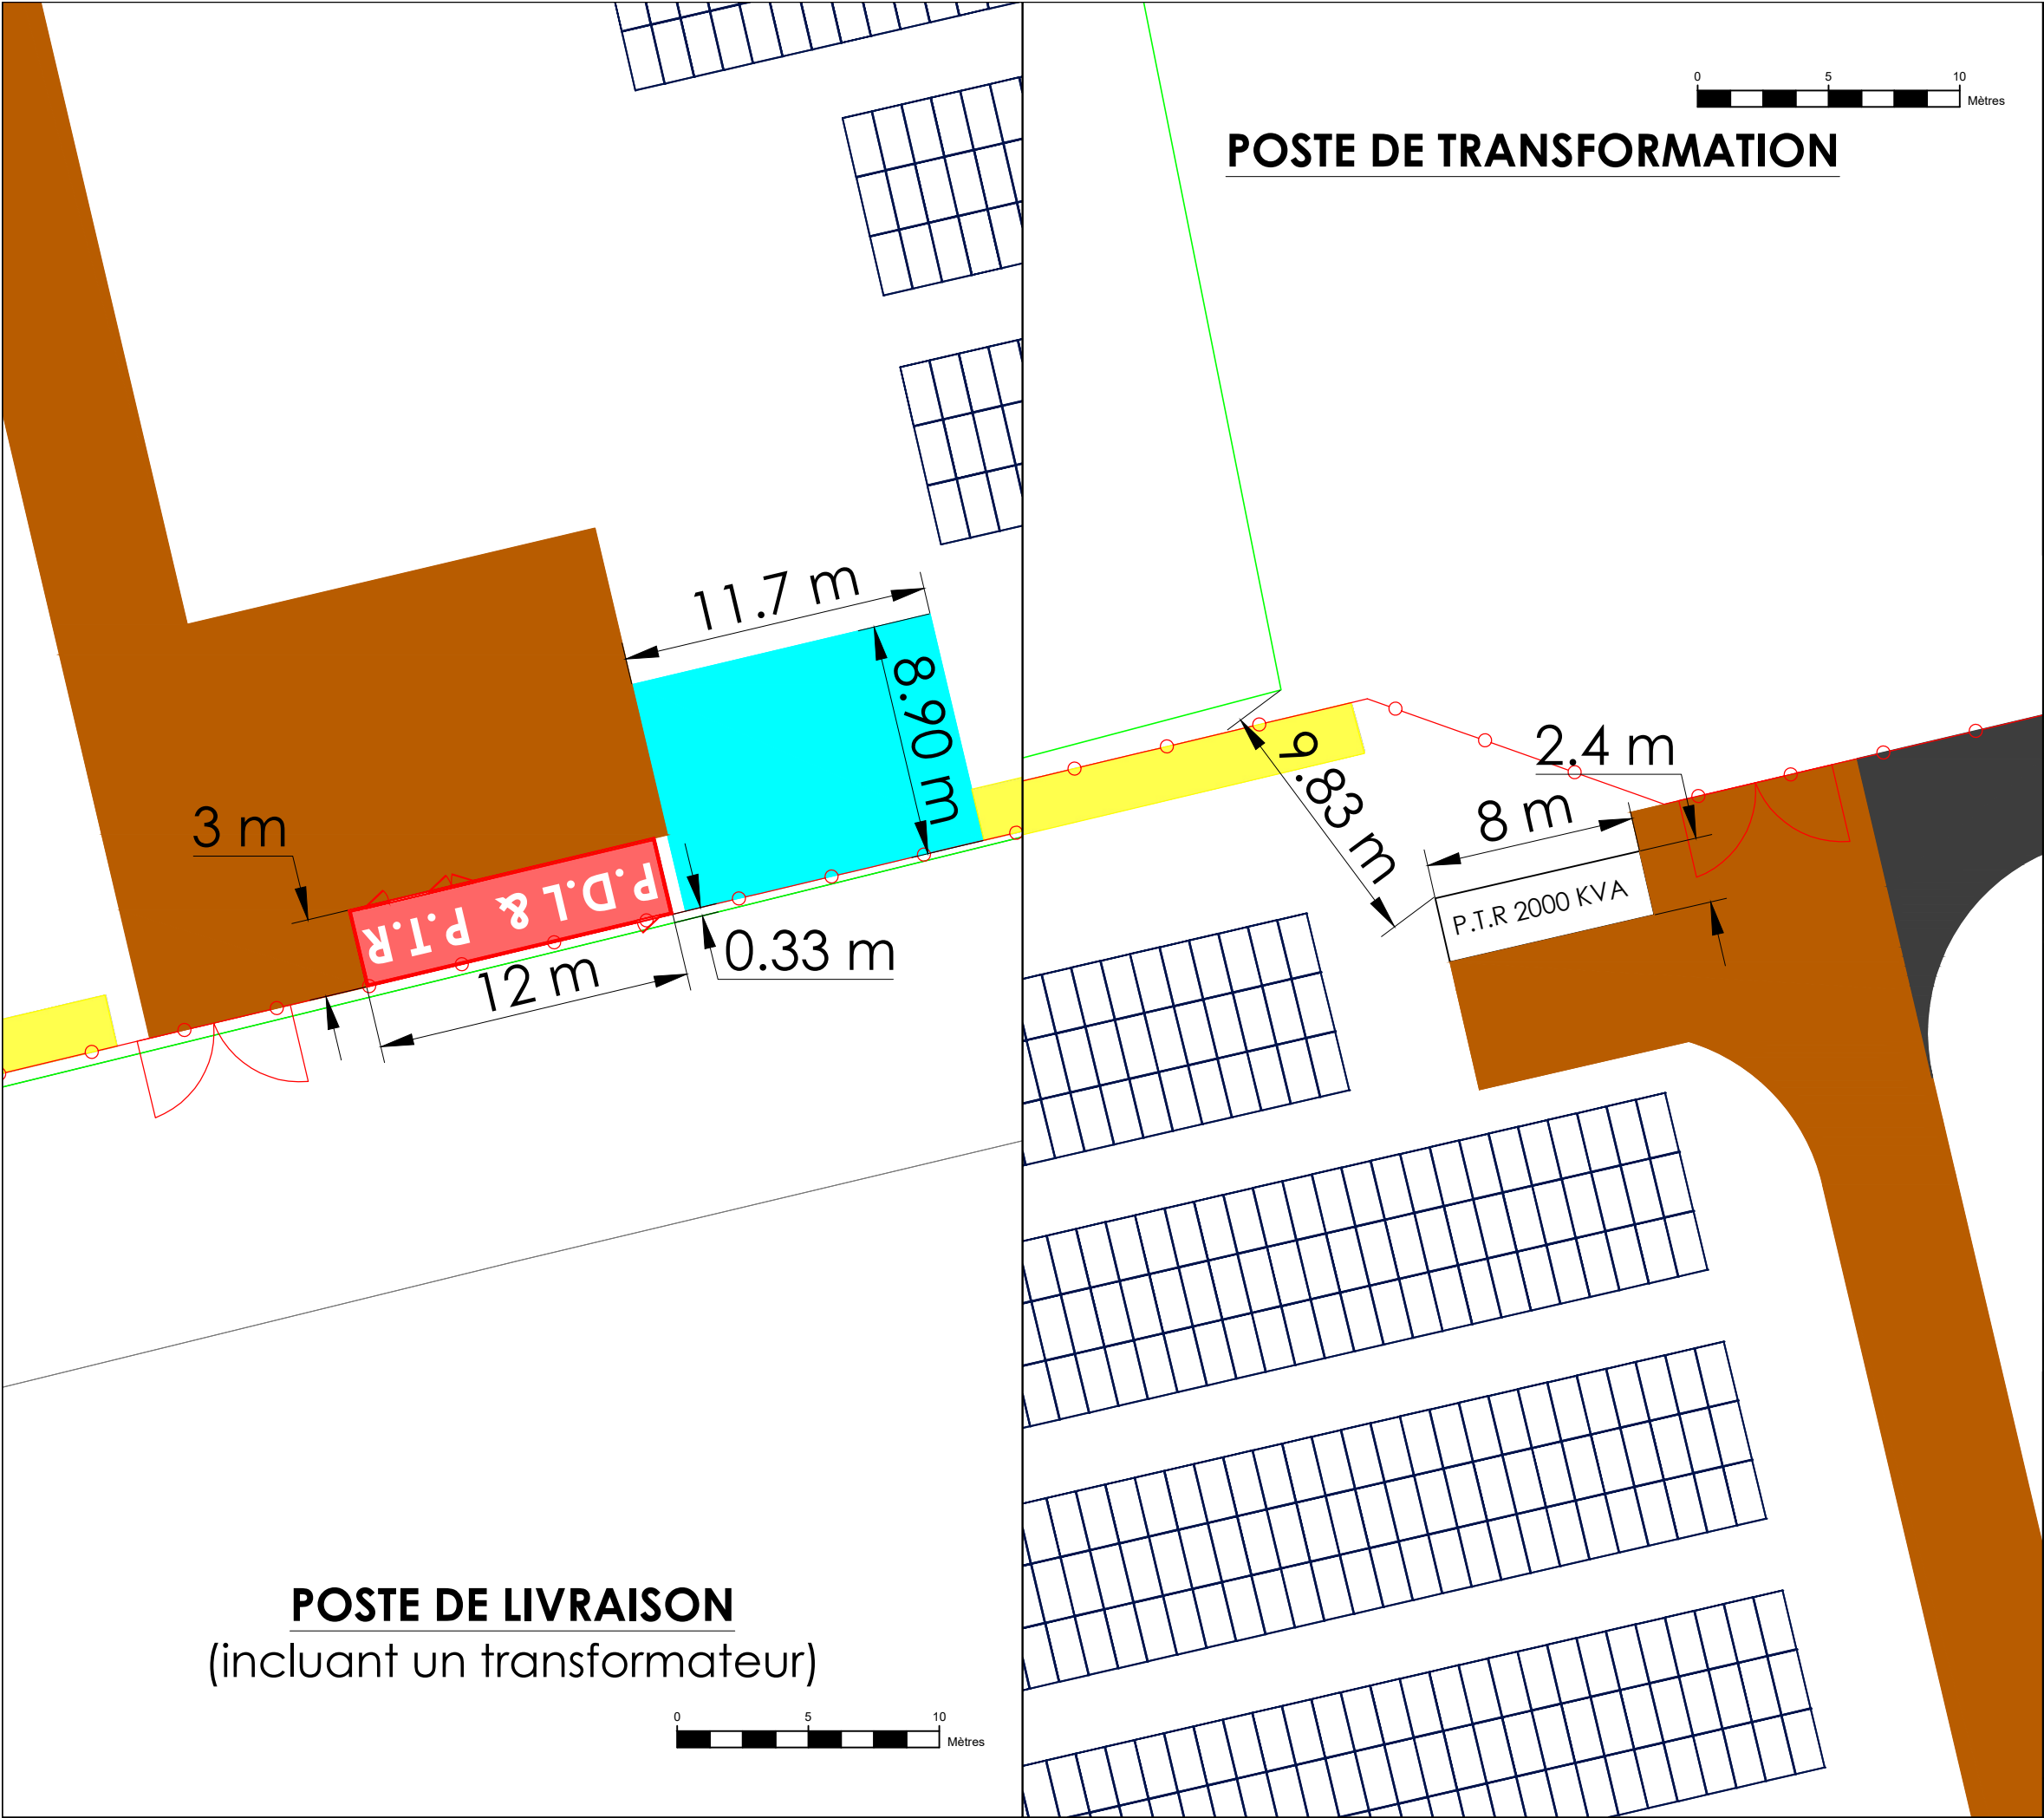 0 5 10
Mètres
POSTE DE TRANSFORMATION
11.7 m
8.90 m
3 m
P.D.L & P.T.R
12 m
0.33 m
9.83 m
2.4 m
8 m
P.T.R 2000 KVA
POSTE DE LIVRAISON
(incluant un transformateur)
0 5 10
Mètres